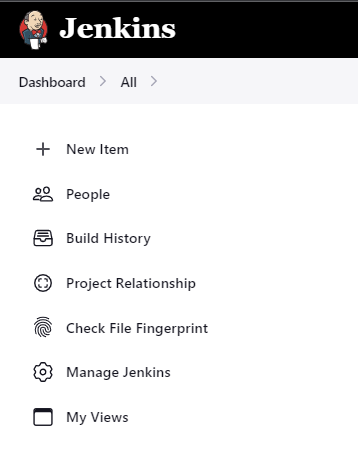 Jenkins
Dashboard All
New Item
People
Build History
Project Relationship
Check File Fingerprint
Manage Jenkins
My Views